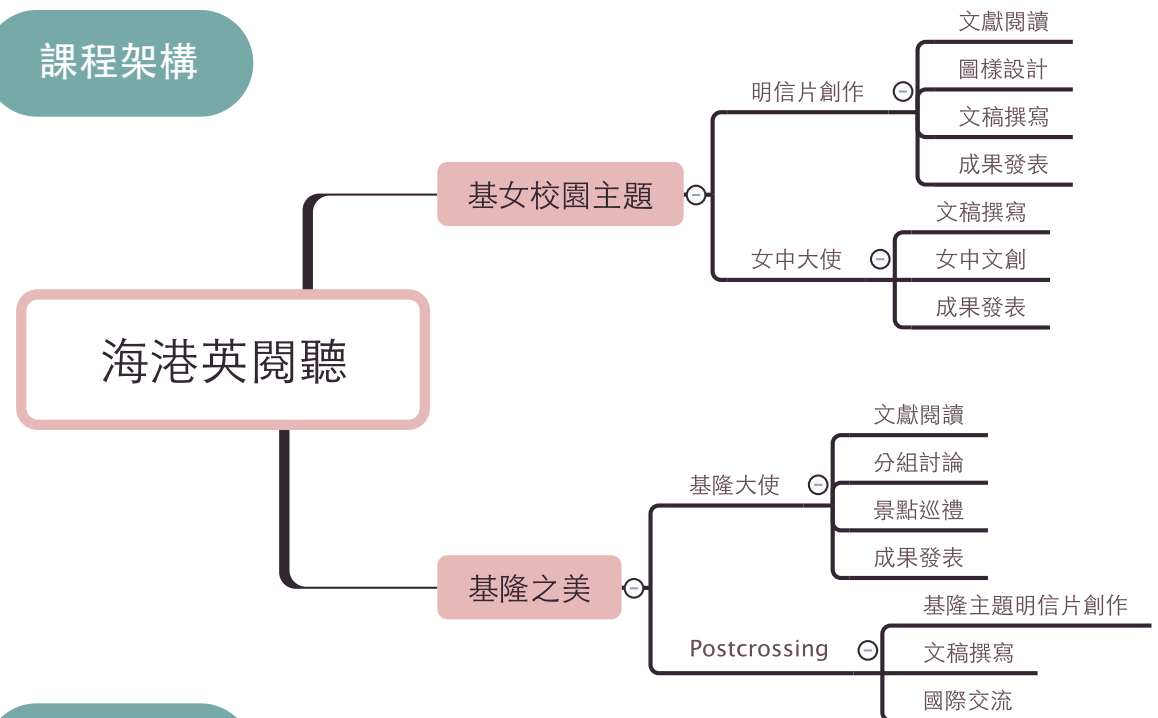 課程架構
海港英閱聽
基女校園主題
明信片創作
文獻閱讀
圖樣設計
文稿撰寫
成果發表
女中大使
文稿撰寫
女中文創
成果發表
基隆之美
基隆大使
文獻閱讀
分組討論
景點巡禮
成果發表
Postcrossing
基隆主題明信片創作
文稿撰寫
國際交流